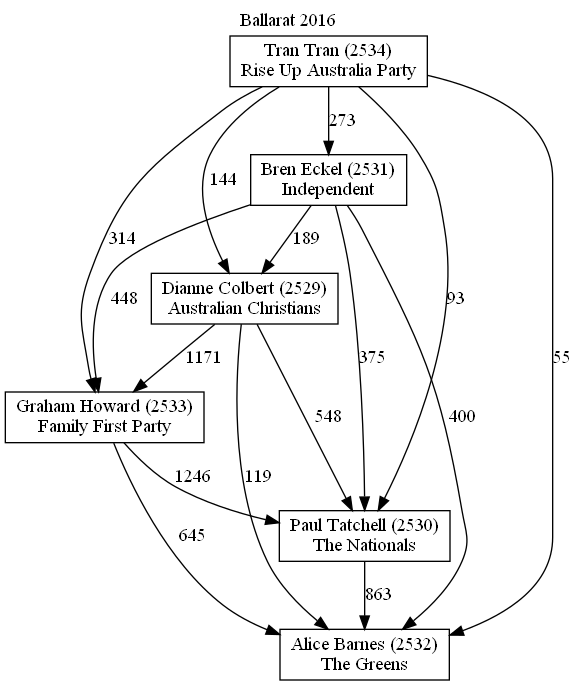 Ballarat 2016
Tran Tran (2534)
Rise Up Australia Party
273
Bren Eckel (2531)
Independent
144
314
189
93
55
448
Dianne Colbert (2529)
Australian Christians
1171
375
548
400
Graham Howard (2533)
Family First Party
1246
119
645
Paul Tatchell (2530)
The Nationals
863
Alice Barnes (2532)
The Greens